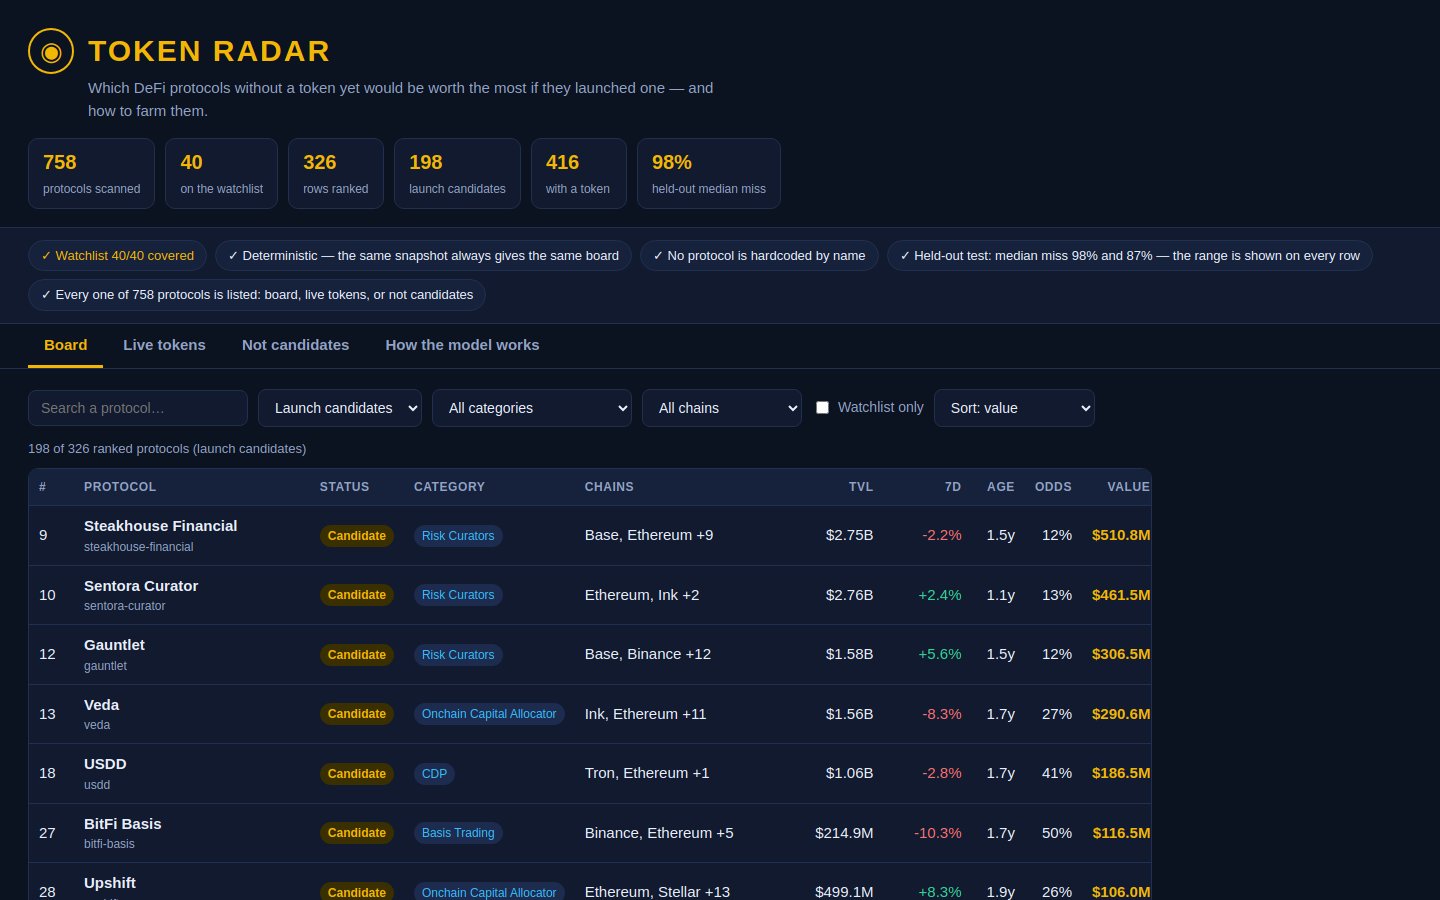 TOKEN RADAR
Which DeFi protocols without a token yet would be worth the most if they launched one — and
how to farm them.
758
protocols scanned
40
on the watchlist
326
rows ranked
198
launch candidates
416
with a token
98%
held-out median miss
✓ Watchlist 40/40 covered
✓ Deterministic — the same snapshot always gives the same board
✓ No protocol is hardcoded by name
✓ Held-out test: median miss 98% and 87% — the range is shown on every row
✓ Every one of 758 protocols is listed: board, live tokens, or not candidates
Board Live tokens Not candidates How the model works
Search a protocol… Launch candidates All categories All chains Watchlist only Sort: value
198 of 326 ranked protocols (launch candidates)
# PROTOCOL STATUS CATEGORY CHAINS TVL 7D AGE ODDS VALUE
9 Steakhouse Financial Candidate Risk Curators Base, Ethereum +9 $2.75B -2.2% 1.5y 12% $510.8M
steakhouse-financial
10 Sentora Curator Candidate Risk Curators Ethereum, Ink +2 $2.76B +2.4% 1.1y 13% $461.5M
sentora-curator
12 Gauntlet Candidate Risk Curators Base, Binance +12 $1.58B +5.6% 1.5y 12% $306.5M
gauntlet
13 Veda Candidate Onchain Capital Allocator Ink, Ethereum +11 $1.56B -8.3% 1.7y 27% $290.6M
veda
18 USDD Candidate CDP Tron, Ethereum +1 $1.06B -2.8% 1.7y 41% $186.5M
usdd
27 BitFi Basis Candidate Basis Trading Binance, Ethereum +5 $214.9M -10.3% 1.7y 50% $116.5M
bitfi-basis
28 Upshift Candidate Onchain Capital Allocator Ethereum, Stellar +13 $499.1M +8.3% 1.9y 26% $106.0M